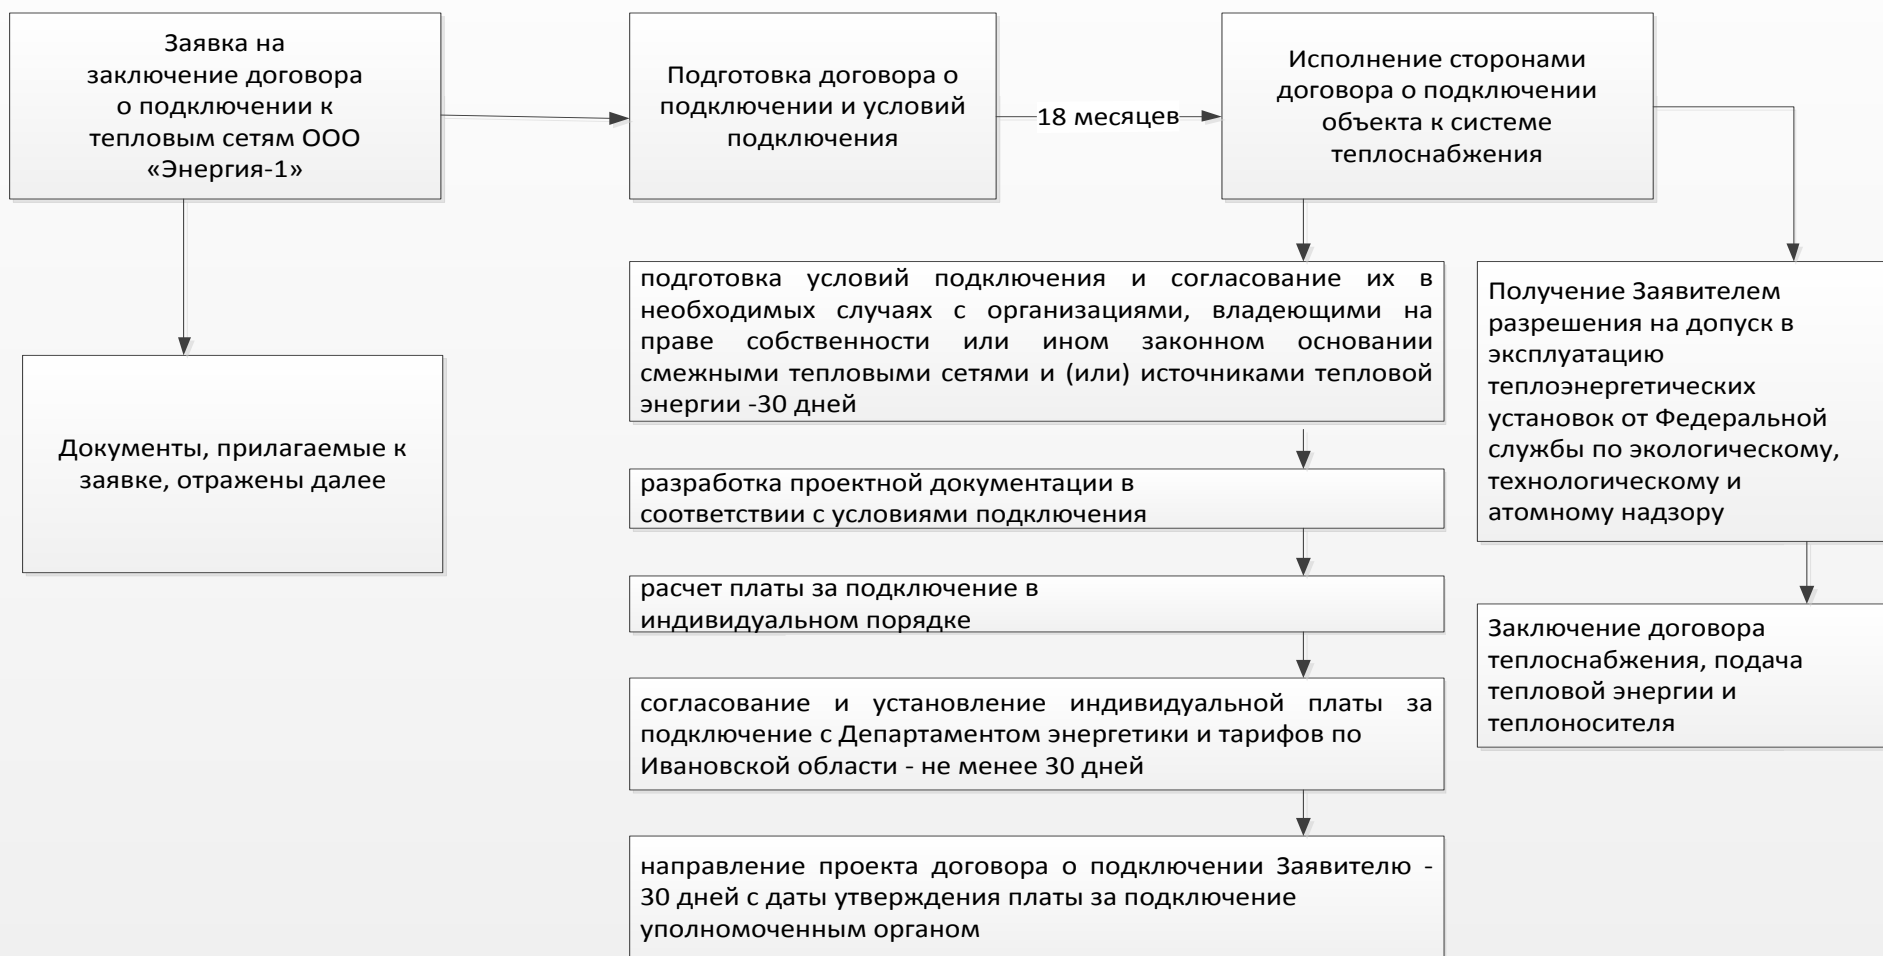 Заявка на
заключение договора
о подключении к
тепловым сетям ООО
«Энергия-1»
Подготовка договора о
подключении и условий
подключения
18 месяцев
Исполнение сторонами
договора о подключении
объекта к системе
теплоснабжения
Документы, прилагаемые к
заявке, отражены далее
подготовка условий подключения и согласование их в
необходимых случаях с организациями, владеющими на
праве собственности или ином законном основании
смежными тепловыми сетями и (или) источниками тепловой
энергии -30 дней
разработка проектной документации в
соответствии с условиями подключения
расчет платы за подключение в
индивидуальном порядке
согласование и установление индивидуальной платы за
подключение с Департаментом энергетики и тарифов по
Ивановской области - не менее 30 дней
направление проекта договора о подключении Заявителю -
30 дней с даты утверждения платы за подключение
уполномоченным органом
Получение Заявителем
разрешения на допуск в
эксплуатацию
теплоэнергетических
установок от Федеральной
службы по экологическому,
технологическому и
атомному надзору
Заключение договора
теплоснабжения, подача
тепловой энергии и
теплоносителя